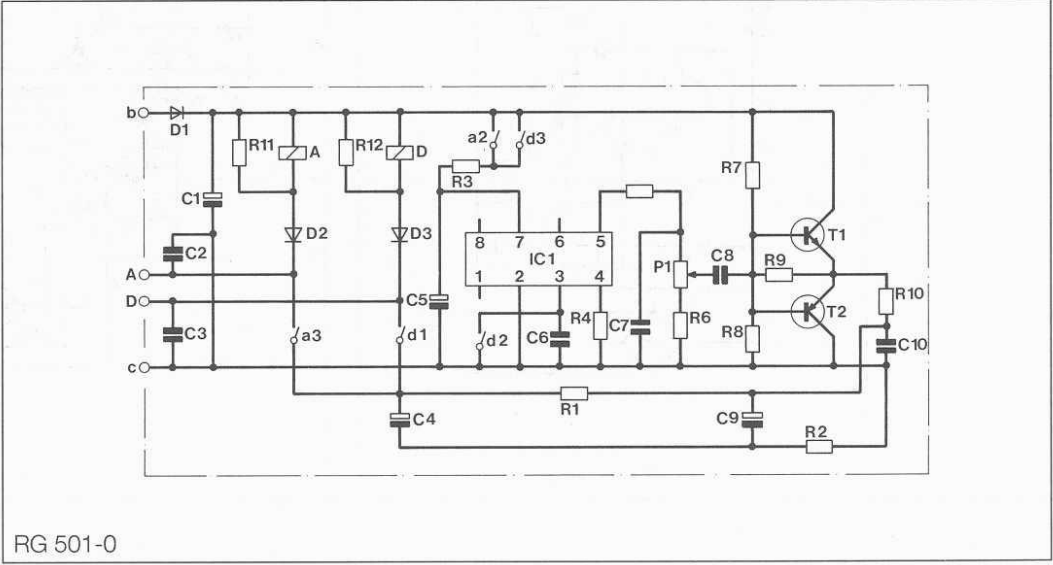 b
D1
R11
A
R12
D
a2
d3
R3
R7
C1
D2
D3
8
7
6
5
IC1
1
2
3
4
T1
C2
A
P1
C8
R9
D
C5
R10
C3
a3
d1
d2
C6
R4
C7
R6
R8
T2
C10
c
R1
C4
C9
R2
RG 501-0